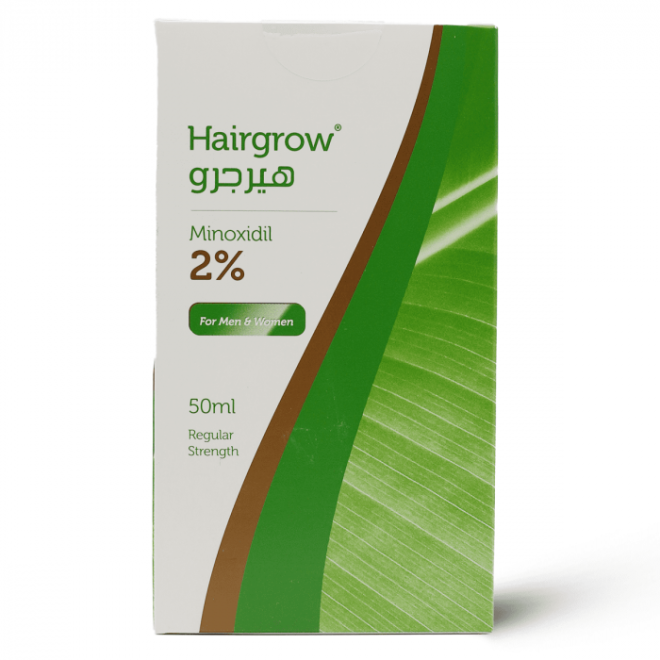 Hairgrow®
هيرجرو
Minoxidil
2%
For Men & Women
50ml
Regular
Strength